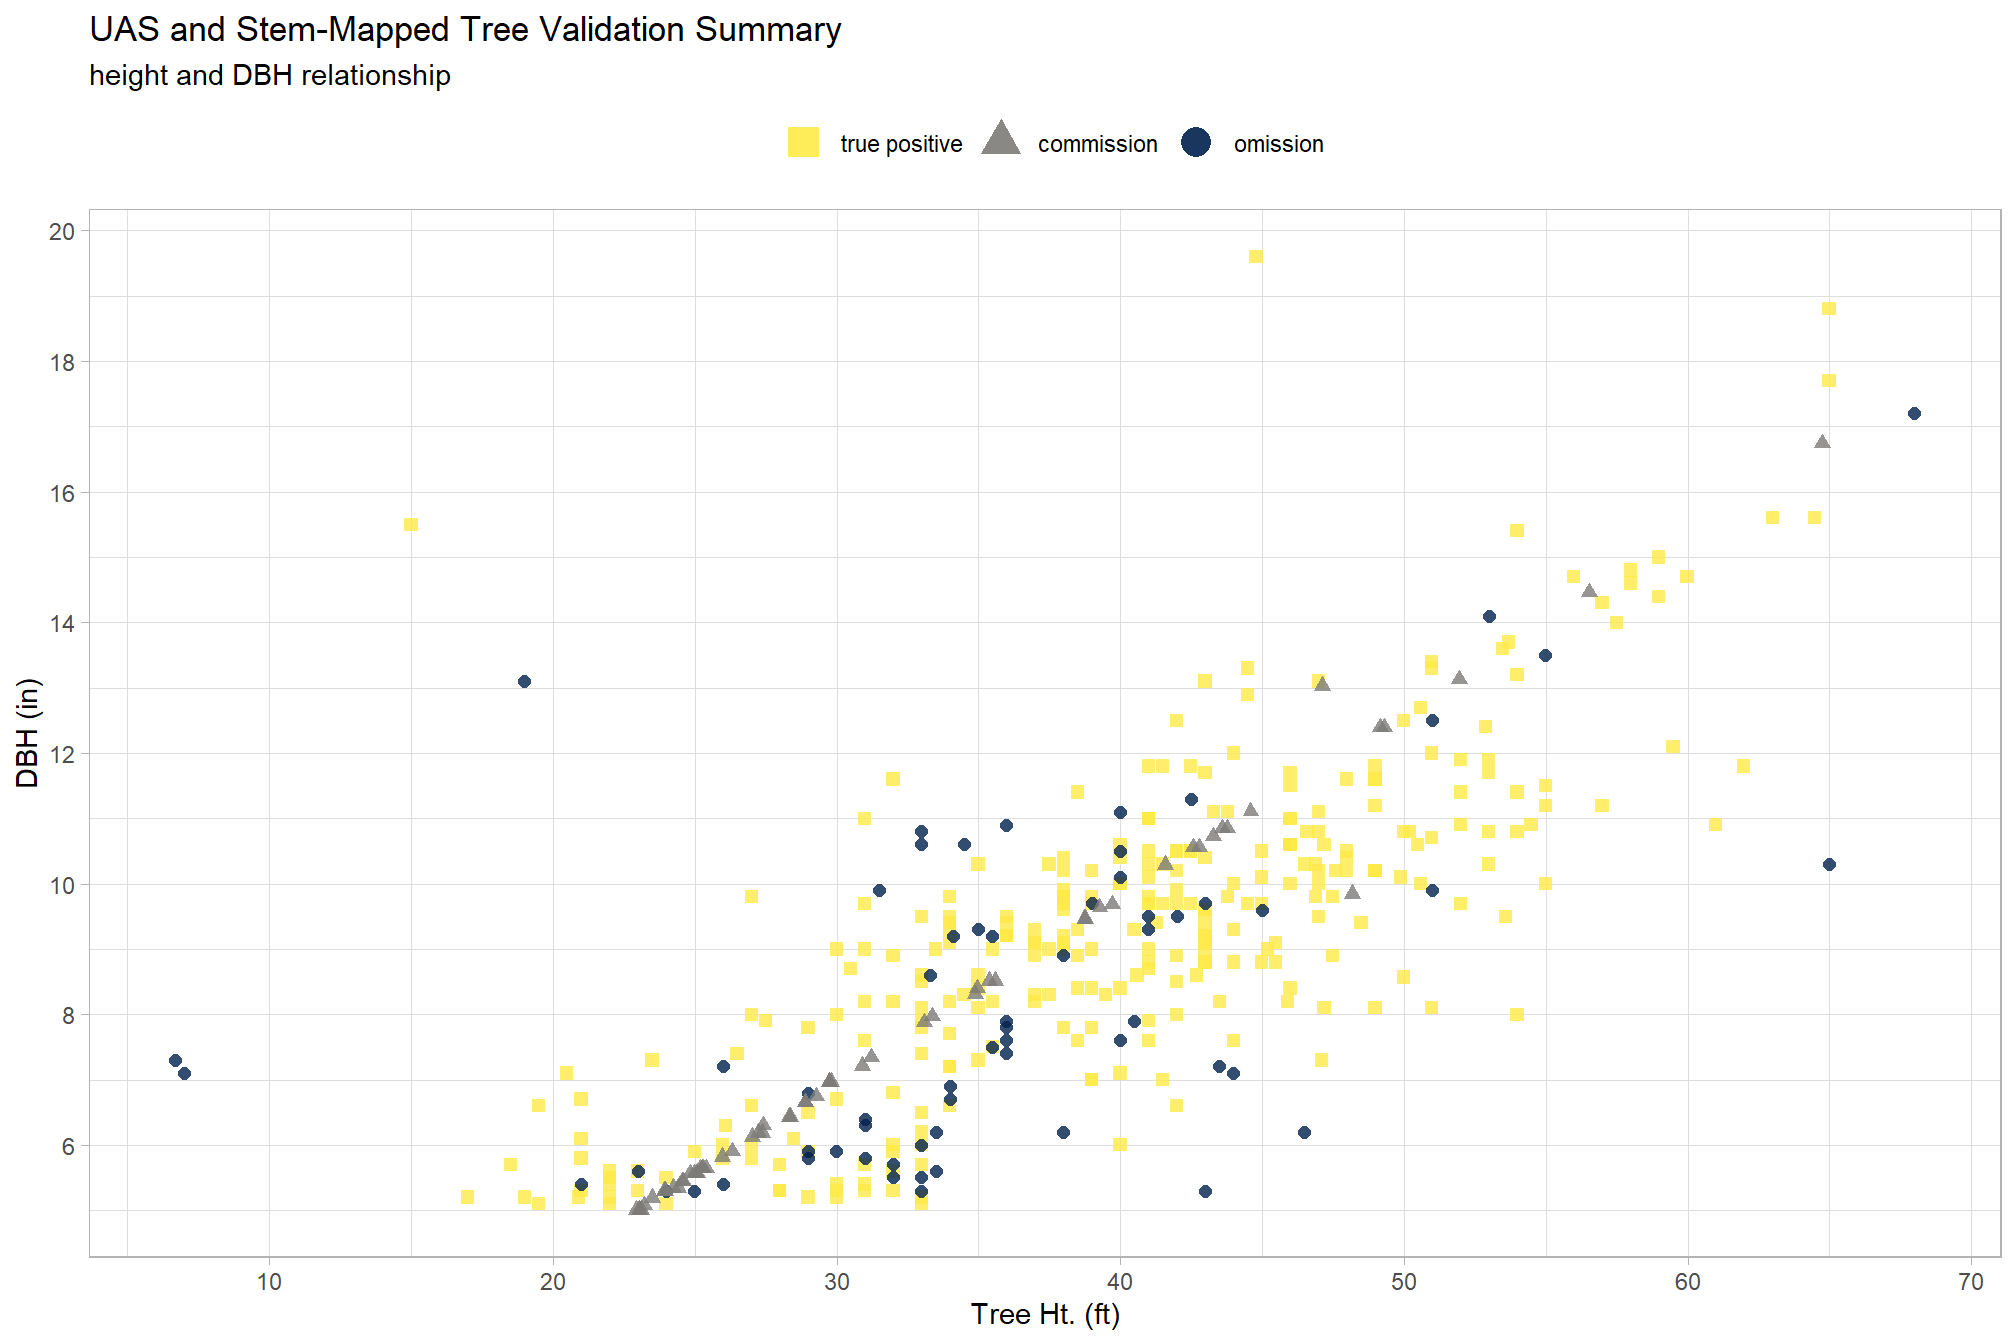 UAS and Stem-Mapped Tree Validation Summary
height and DBH relationship
true positive commission omission
20
18
16
14
12
10
8
6
DBH (in)
10 20 30 40 50 60 70
Tree Ht. (ft)